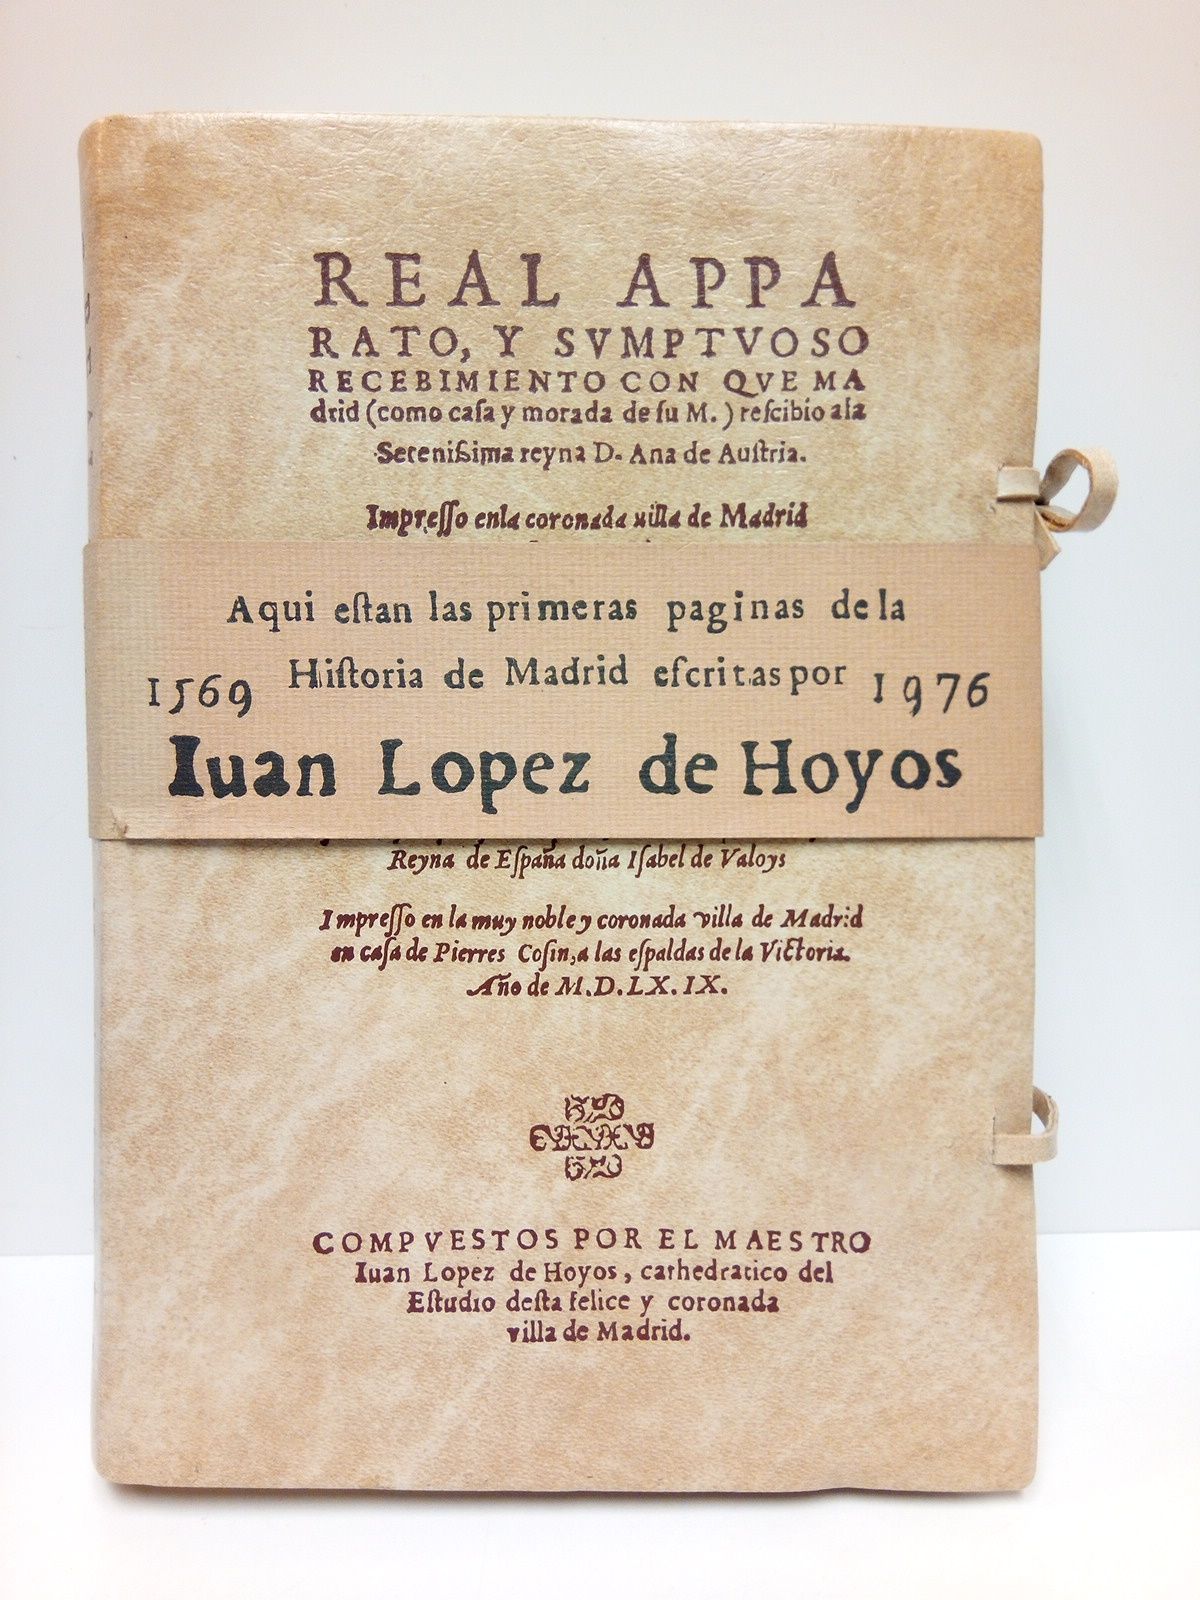 REAL APPA
RATO, Y SVMPTVOSO
RECEBIMIENTO CON QVE MA
drid (como caſa y morada de ſu M.) reſcibio a la
Sereniſsima reyna D. Ana de Auſtria.
Impreſſo en la coronada uilla de Madrid
Aqui eſtan las primeras paginas de la
Hiſtoria de Madrid eſcritas por
1569
1976
Iuan Lopez de Hoyos
Reyna de Eſpaña doña Iſabel de Valoys
Impreſſo en la muy noble y coronada villa de Madrid
en caſa de Pierres Coſin, a las eſpaldas de la Victoria.
Año de M.D.LX.IX.
COMPVESTOS POR EL MAESTRO
Iuan Lopez de Hoyos, cathedratico del
Eſtudio deſta felice y coronada
villa de Madrid.